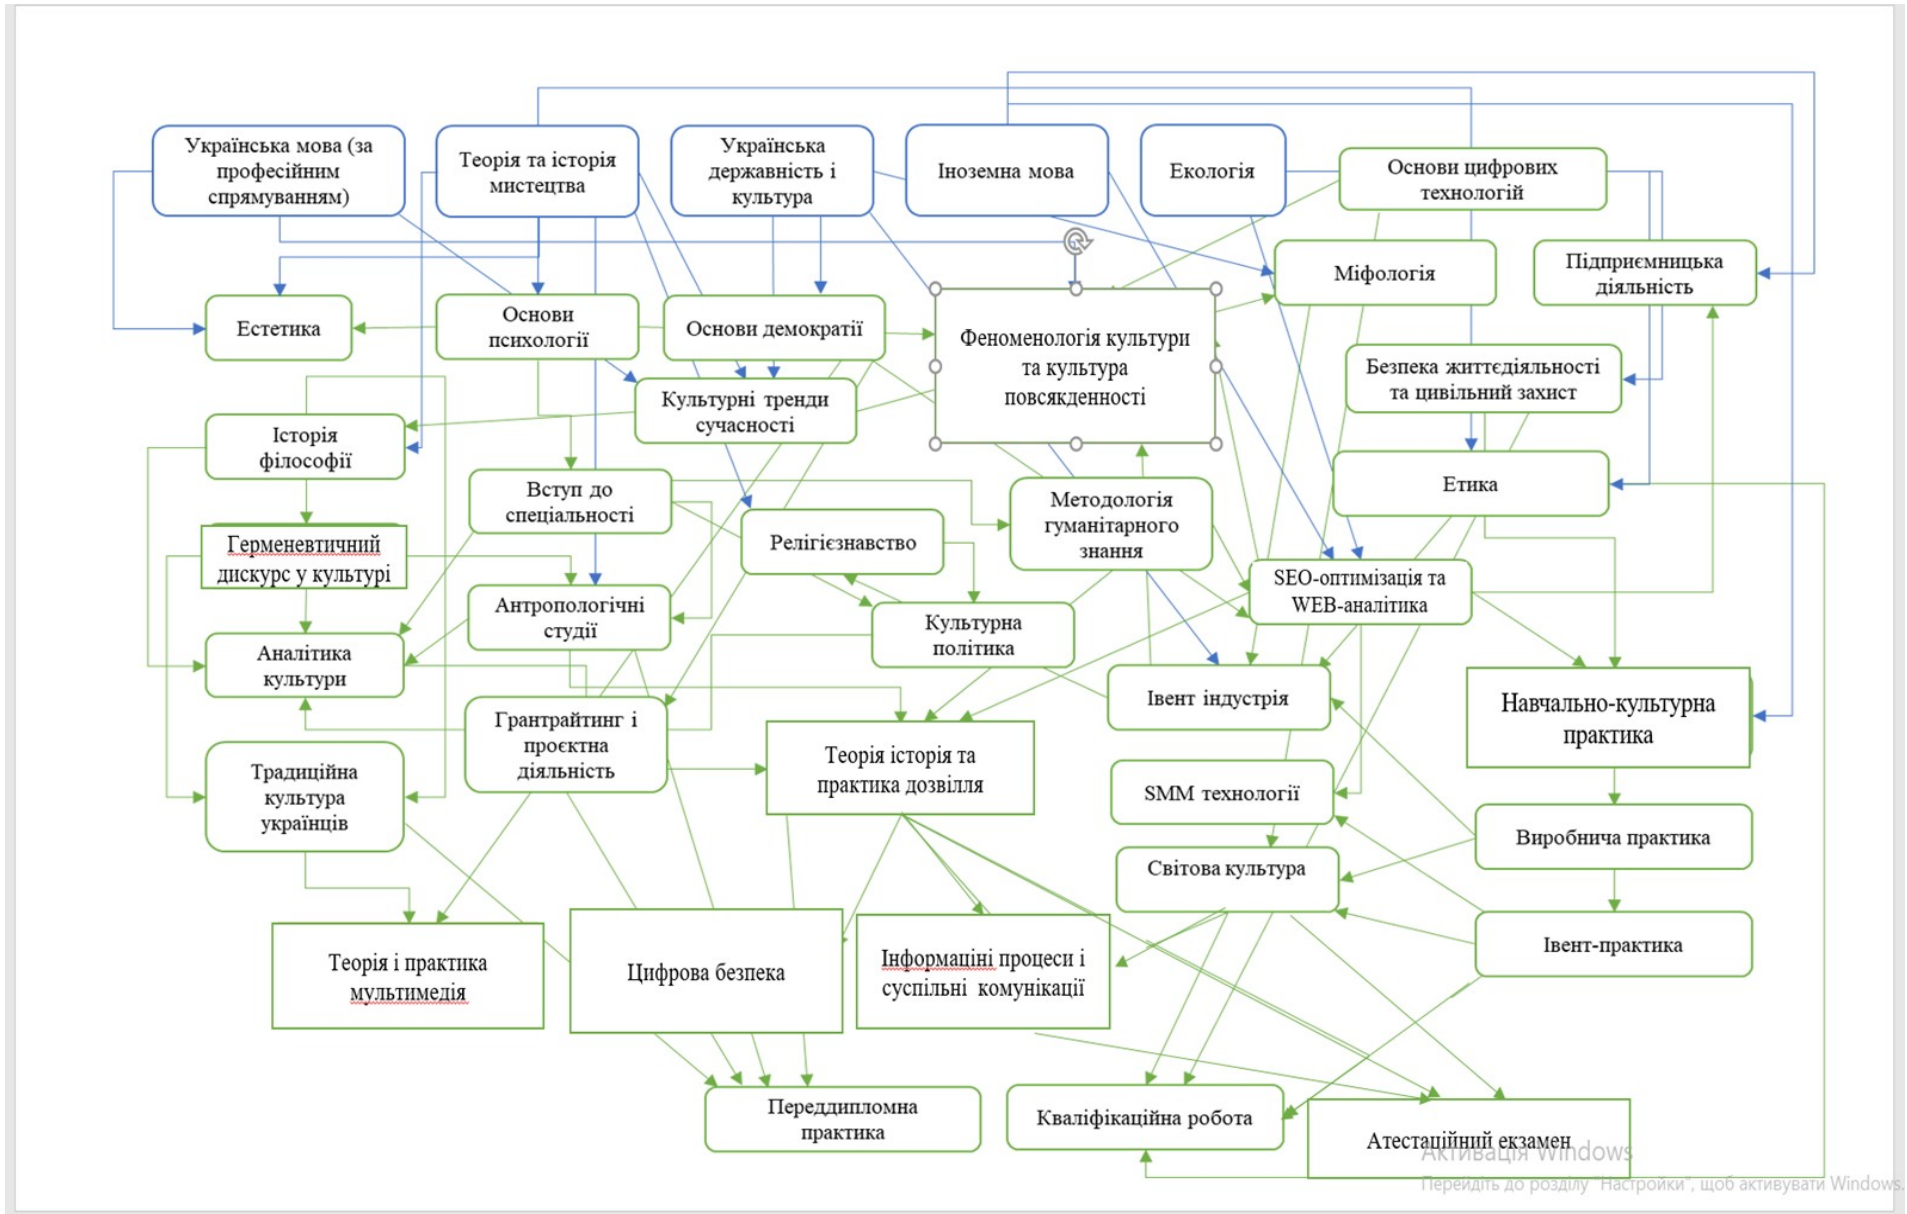 Українська мова (за
професійним
спрямуванням)
Теорія та історія
мистецтва
Українська
державність і
культура
Іноземна мова
Екологія
Основи цифрових
технологій
Міфологія
Підприємницька
діяльність
Естетика
Основи
психології
Основи демократії
Феноменологія культури
та культура
повсякденності
Безпека життєдіяльності
та цивільний захист
Культурні тренди
сучасності
Історія
філософії
Вступ до
спеціальності
Методологія
гуманітарного
знання
Етика
Герменевтичний
дискурс у культурі
Релігієзнавство
SEO-оптимізація та
WEB-аналітика
Антропологічні
студії
Культурна
політика
Аналітика
культури
Івент індустрія
Навчально-культурна
практика
Грантрайтинг і
проєктна
діяльність
Теорія історія та
практика дозвілля
Традиційна
культура
українців
SMM технології
Виробнича практика
Світова культура
Івент-практика
Теорія і практика
мультимедія
Цифрова безпека
Інформаціні процеси і
суспільні комунікації
Переддипломна
практика
Кваліфікаційна робота
Атестаційний екзамен
Активація Windows
Перейдіть до розділу "Настройки", щоб активувати Windows.